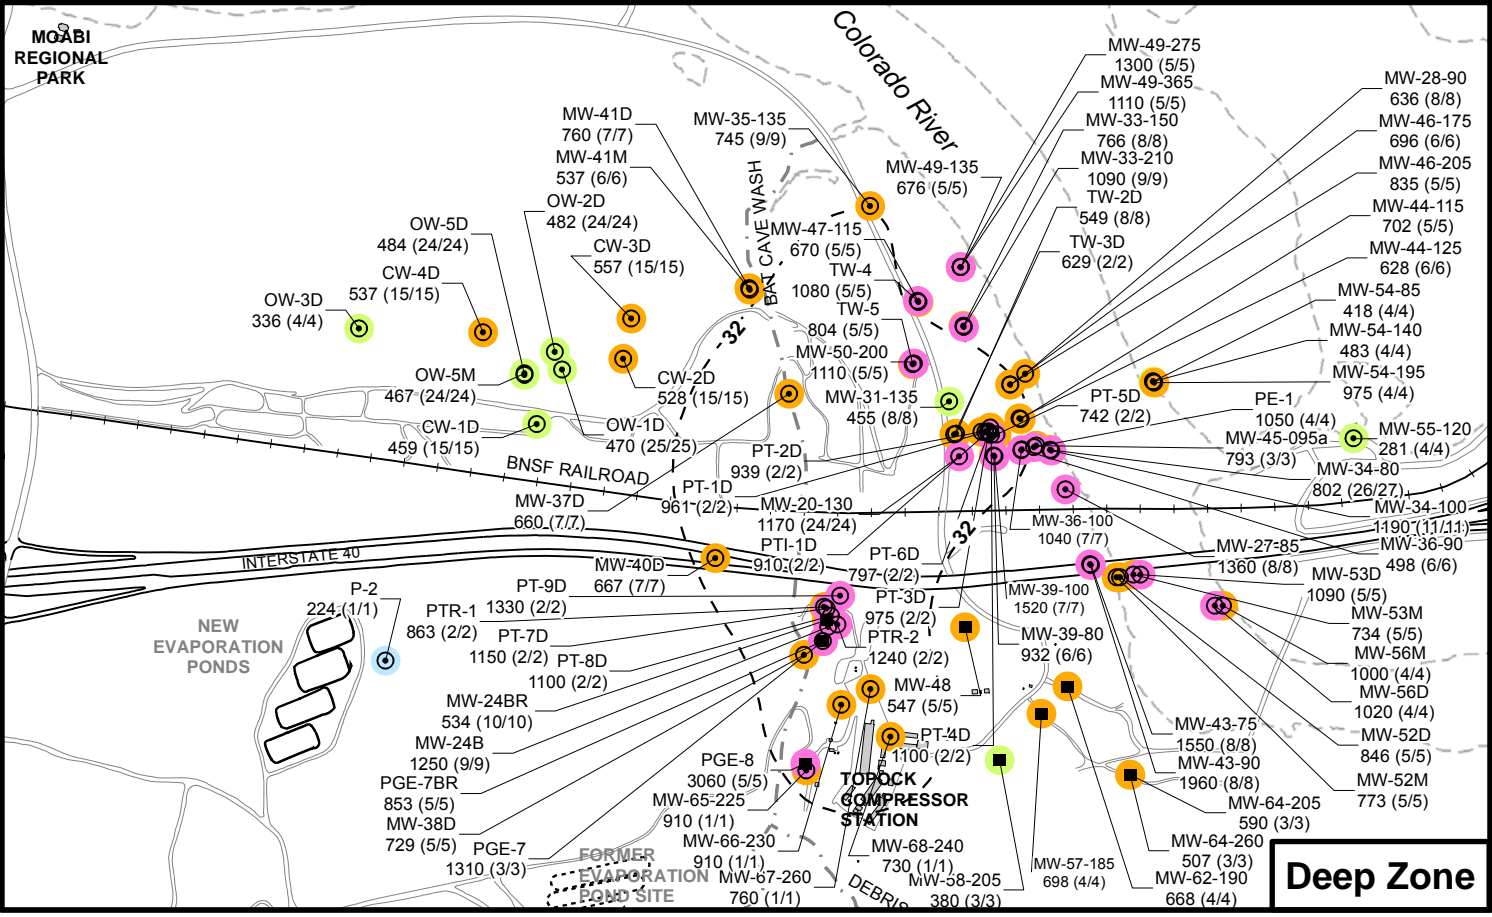 MOABI
REGIONAL
PARK
Colorado River
MW-49-275
1300 (5/5)
MW-49-365
1110 (5/5)
MW-33-150
766 (8/8)
MW-33-210
1090 (9/9)
TW-2D
549 (8/8)
TW-3D
629 (2/2)
MW-28-90
636 (8/8)
MW-46-175
696 (6/6)
MW-46-205
835 (5/5)
MW-44-115
702 (5/5)
MW-44-125
628 (6/6)
MW-54-85
418 (4/4)
MW-54-140
483 (4/4)
MW-54-195
975 (4/4)
MW-41D
760 (7/7)
MW-41M
537 (6/6)
MW-35-135
745 (9/9)
MW-49-135
676 (5/5)
BAT CAVE WASH
OW-2D
482 (24/24)
OW-5D
484 (24/24)
CW-3D
557 (15/15)
CW-4D
537 (15/15)
OW-3D
336 (4/4)
MW-47-115
670 (5/5)
TW-4
1080 (5/5)
TW-5
804 (5/5)
MW-50-200
1110 (5/5)
MW-31-135
455 (8/8)
32
OW-5M
467 (24/24)
CW-2D
528 (15/15)
CW-1D
459 (15/15)
OW-1D
470 (25/25)
PT-5D
742 (2/2)
PE-1
1050 (4/4)
MW-45-095a
793 (3/3)
MW-55-120
281 (4/4)
MW-34-80
802 (26/27)
MW-34-100
1190 (11/11)
MW-36-90
498 (6/6)
BNSF RAILROAD
PT-2D
939 (2/2)
PT-1D
961 (2/2)
MW-20-130
1170 (24/24)
PTI-1D
910 (2/2)
MW-37D
660 (7/7)
MW-36-100
1040 (7/7)
32
MW-27-85
1360 (8/8)
INTERSTATE 40
MW-40D
667 (7/7)
PT-6D
797 (2/2)
PT-3D
975 (2/2)
MW-39-100
1520 (7/7)
MW-39-80
932 (6/6)
MW-53D
1090 (5/5)
MW-53M
734 (5/5)
MW-56M
1000 (4/4)
MW-56D
1020 (4/4)
MW-52D
846 (5/5)
MW-52M
773 (5/5)
P-2
224 (1/1)
NEW
EVAPORATION
PONDS
PT-9D
1330 (2/2)
PTR-1
863 (2/2)
PT-7D
1150 (2/2)
PT-8D
1100 (2/2)
PTR-2
1240 (2/2)
MW-24BR
534 (10/10)
MW-24B
1250 (9/9)
PGE-7BR
853 (5/5)
MW-38D
729 (5/5)
PGE-7
1310 (3/3)
MW-48
547 (5/5)
PT-4D
1100 (2/2)
PGE-8
3060 (5/5)
MW-65-225
910 (1/1)
MW-66-230
910 (1/1)
MW-67-260
760 (1/1)
TOPOCK
COMPRESSOR
STATION
MW-68-240
730 (1/1)
MW-58-205
380 (3/3)
MW-57-185
698 (4/4)
MW-43-75
1550 (8/8)
MW-43-90
1960 (8/8)
MW-64-205
590 (3/3)
MW-64-260
507 (3/3)
MW-62-190
668 (4/4)
FORMER
EVAPORATION
POND SITE
DEBRIS
Deep Zone